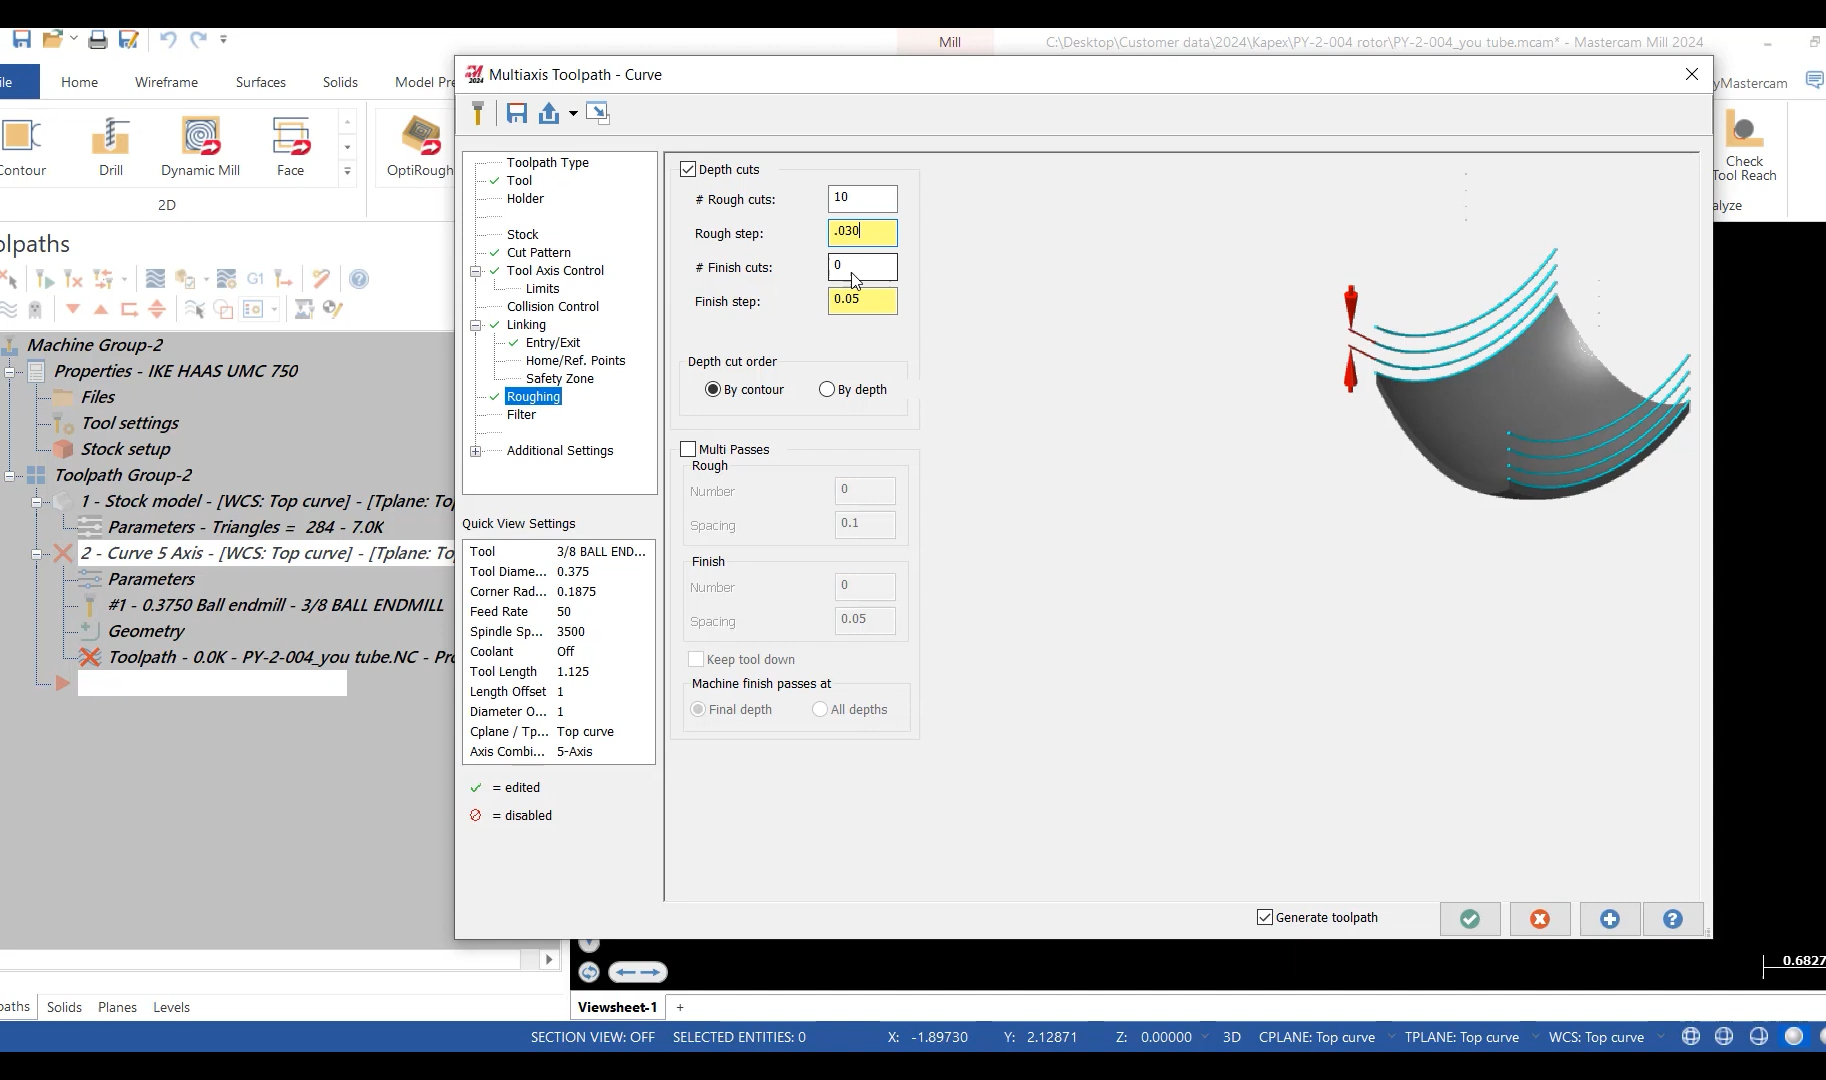 Mill
C:\Desktop\Customer data\2024\Kapex\PY-2-004 rotor\PY-2-004_you tube.mcam* - Mastercam Mill 2024
ile
Home
Wireframe
Surfaces
Solids
Model Pre
yMastercam
Contour
Drill
Dynamic Mill
Face
OptiRough
2D
Check
Tool Reach
alyze
Multiaxis Toolpath - Curve
olpaths
G1
Machine Group-2
Properties - IKE HAAS UMC 750
Files
Tool settings
Stock setup
Toolpath Group-2
1 - Stock model - [WCS: Top curve] - [Tplane: To
Parameters - Triangles = 284 - 7.0K
2 - Curve 5 Axis - [WCS: Top curve] - [Tplane: To
Parameters
#1 - 0.3750 Ball endmill - 3/8 BALL ENDMILL
Geometry
Toolpath - 0.0K - PY-2-004_you tube.NC - Pro
Toolpath Type
Tool
Holder
Stock
Cut Pattern
Tool Axis Control
Limits
Collision Control
Linking
Entry/Exit
Home/Ref. Points
Safety Zone
Roughing
Filter
Additional Settings
Quick View Settings
Tool 3/8 BALL END...
Tool Diame... 0.375
Corner Rad... 0.1875
Feed Rate 50
Spindle Sp... 3500
Coolant Off
Tool Length 1.125
Length Offset 1
Diameter O... 1
Cplane / Tp... Top curve
Axis Combi... 5-Axis
= edited
= disabled
Depth cuts
# Rough cuts: 10
Rough step: .030
# Finish cuts: 0
Finish step: 0.05
Depth cut order
By contour By depth
Multi Passes
Rough
Number 0
Spacing 0.1
Finish
Number 0
Spacing 0.05
Keep tool down
Machine finish passes at
Final depth All depths
Generate toolpath
0.6827
paths
Solids
Planes
Levels
Viewsheet-1
+
SECTION VIEW: OFF SELECTED ENTITIES: 0 X: -1.89730 Y: 2.12871 Z: 0.00000 3D CPLANE: Top curve TPLANE: Top curve WCS: Top curve